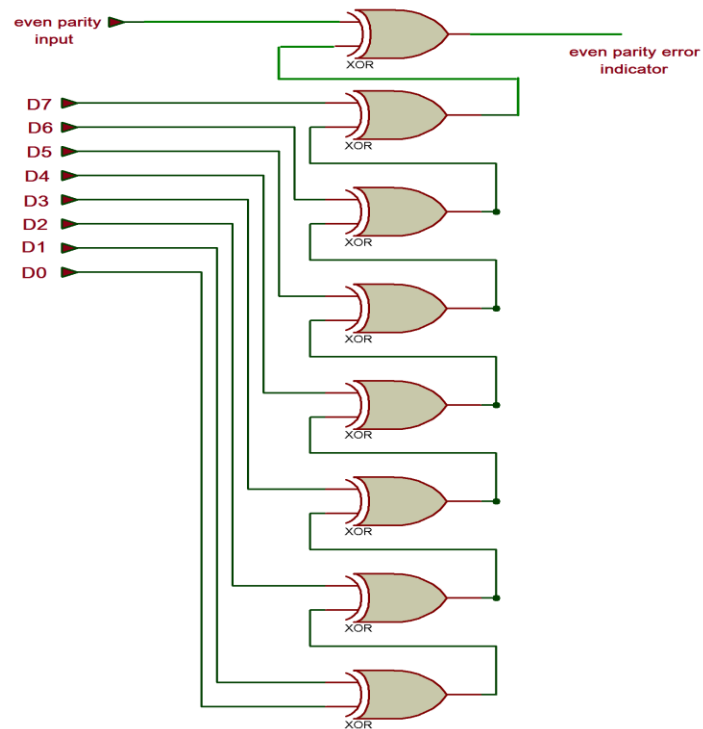 even parity
input
XOR
even parity error
indicator
D7
XOR
D6
D5
D4
D3
D2
D1
D0
XOR
XOR
XOR
XOR
XOR
XOR